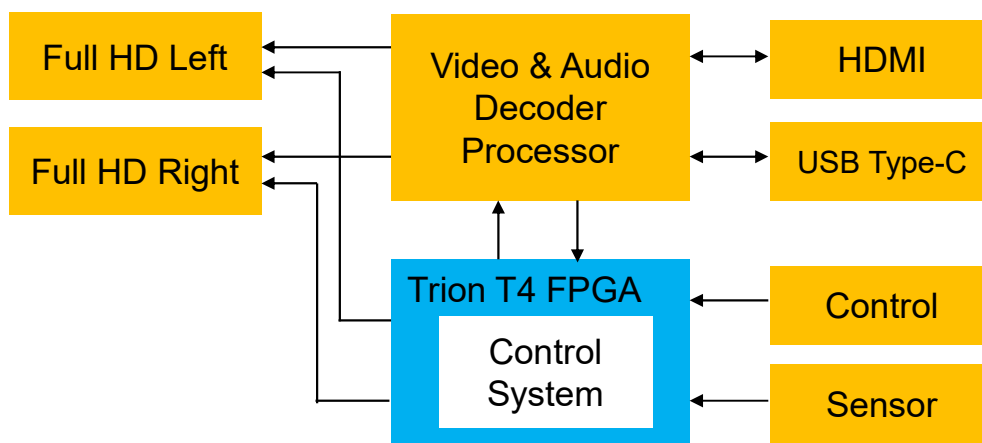 Full HD Left
Full HD Right
Video & Audio
Decoder
Processor
HDMI
USB Type-C
Trion T4 FPGA
Control
System
Control
Sensor